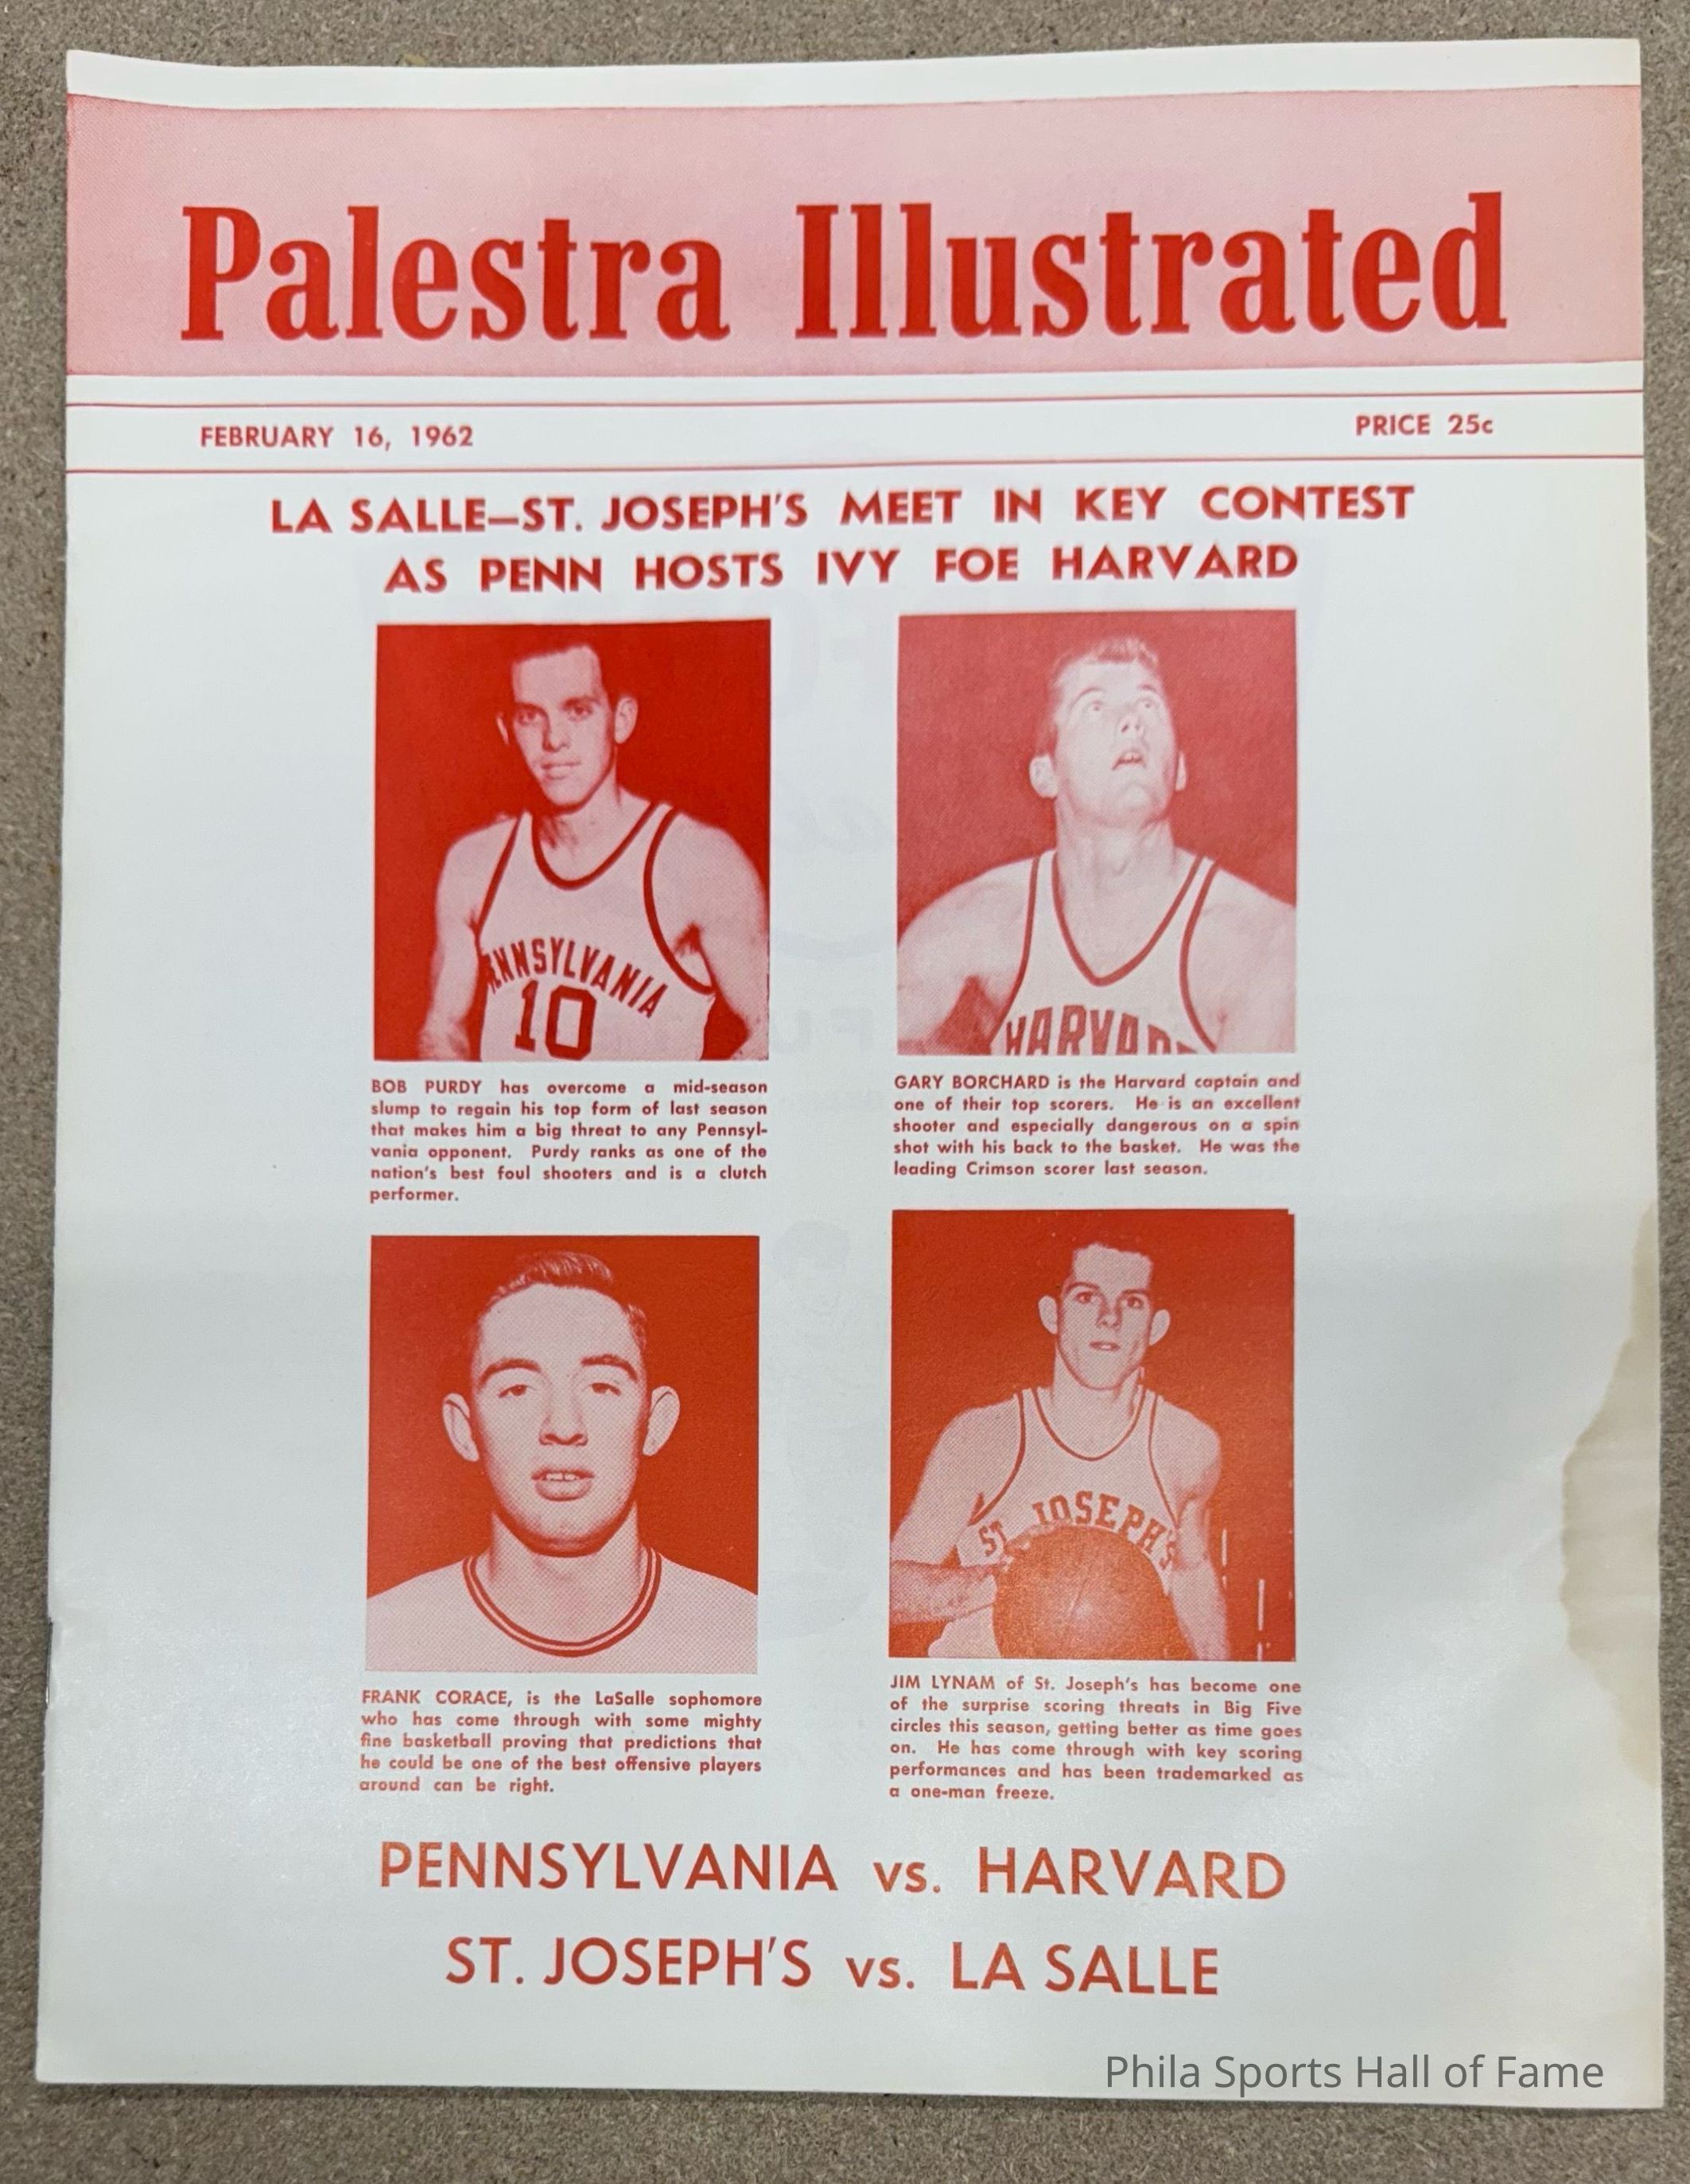 Palestra Illustrated
FEBRUARY 16, 1962
PRICE 25c
LA SALLE—ST. JOSEPH'S MEET IN KEY CONTEST
AS PENN HOSTS IVY FOE HARVARD
ENNSYLVANIA
10
HARVARD
BOB PURDY has overcome a mid-season
slump to regain his top form of last season
that makes him a big threat to any Pennsyl-
vania opponent. Purdy ranks as one of the
nation's best foul shooters and is a clutch
performer.
GARY BORCHARD is the Harvard captain and
one of their top scorers. He is an excellent
shooter and especially dangerous on a spin
shot with his back to the basket. He was the
leading Crimson scorer last season.
ST JOSEPH'S
FRANK CORACE, is the LaSalle sophomore
who has come through with some mighty
fine basketball proving that predictions that
he could be one of the best offensive players
around can be right.
JIM LYNAM of St. Joseph's has become one
of the surprise scoring threats in Big Five
circles this season, getting better as time goes
on. He has come through with key scoring
performances and has been trademarked as
a one-man freeze.
PENNSYLVANIA vs. HARVARD
ST. JOSEPH'S vs. LA SALLE
Phila Sports Hall of Fame